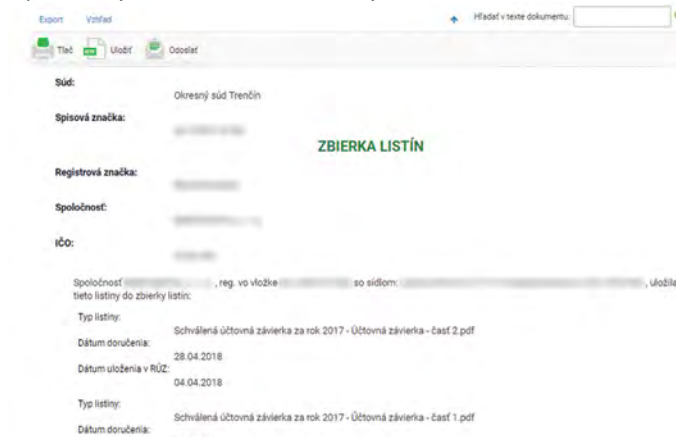 Export Vzhľad Hľadať v texte dokumentu:
Tlač Uložiť Odoslať
Súd:
Okresný súd Trenčín
Spisová značka:
ZBIERKA LISTÍN
Registrová značka:
Spoločnosť:
IČO:
Spoločnosť , reg. vo vložke so sídlom: , uložila
tieto listiny do zbierky listín:
Typ listiny:
Schválená účtovná závierka za rok 2017 - Účtovná závierka - časť 2.pdf
Dátum doručenia:
28.04.2018
Dátum uloženia v RÚZ:
04.04.2018
Typ listiny:
Schválená účtovná závierka za rok 2017 - Účtovná závierka - časť 1.pdf
Dátum doručenia: